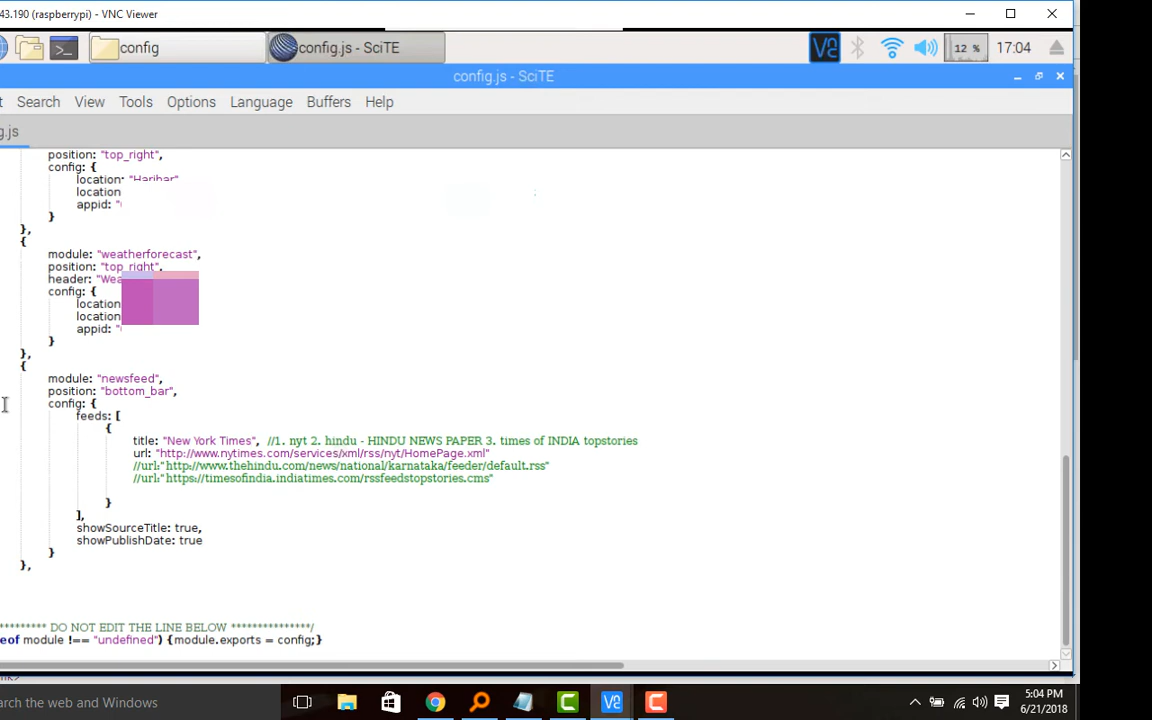 43.190 (raspberrypi) - VNC Viewer
config
config.js - SciTE
12 %
17:04
config.js - SciTE
Search View Tools Options Language Buffers Help
g.js
position: "top_right",
config: {
location: "Harihar"
location
appid: "
}
},
{
module: "weatherforecast",
position: "top_right",
header: "Wea
config: {
location
location
appid: "
}
},
{
module: "newsfeed",
position: "bottom_bar",
config: {
feeds: [
{
title: "New York Times", //1. nyt 2. hindu - HINDU NEWS PAPER 3. times of INDIA topstories
url: "http://www.nytimes.com/services/xml/rss/nyt/HomePage.xml"
//url:"http://www.thehindu.com/news/national/karnataka/feeder/default.rss"
//url:"https://timesofindia.indiatimes.com/rssfeedstopstories.cms"
}
],
showSourceTitle: true,
showPublishDate: true
}
},
********* DO NOT EDIT THE LINE BELOW ***************/
eof module !== "undefined") {module.exports = config;}
rch the web and Windows
5:04 PM
6/21/2018